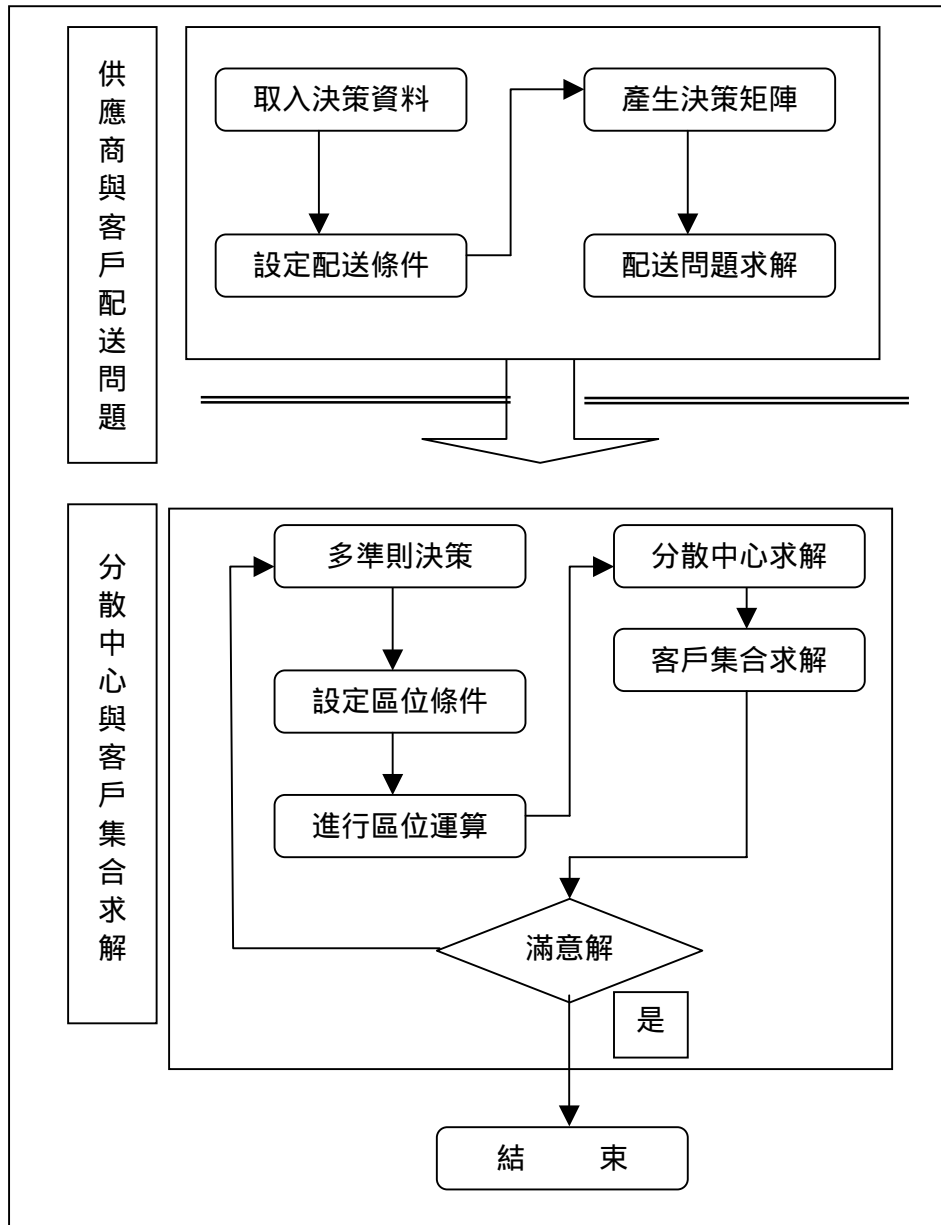 供應商與客戶配送問題
取入決策資料
設定配送條件
產生決策矩陣
配送問題求解
分散中心與客戶集合求解
多準則決策
設定區位條件
進行區位運算
分散中心求解
客戶集合求解
滿意解
是
結 束